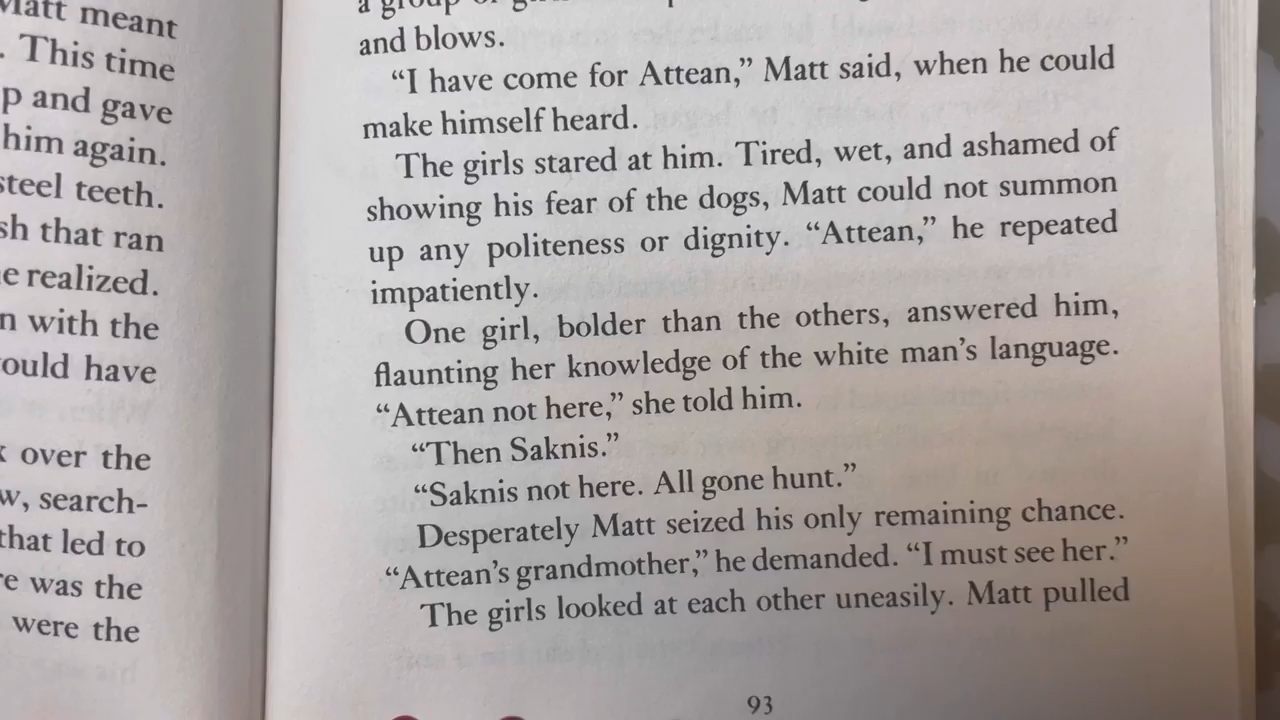 Matt meant
. This time
p and gave
him again.
steel teeth.
sh that ran
e realized.
n with the
ould have
over the
w, search-
that led to
e was the
were the
a group of
and blows.
“I have come for Attean,” Matt said, when he could
make himself heard.
The girls stared at him. Tired, wet, and ashamed of
showing his fear of the dogs, Matt could not summon
up any politeness or dignity. “Attean,” he repeated
impatiently.
One girl, bolder than the others, answered him,
flaunting her knowledge of the white man’s language.
“Attean not here,” she told him.
“Then Saknis.”
“Saknis not here. All gone hunt.”
Desperately Matt seized his only remaining chance.
“Attean’s grandmother,” he demanded. “I must see her.”
The girls looked at each other uneasily. Matt pulled
93